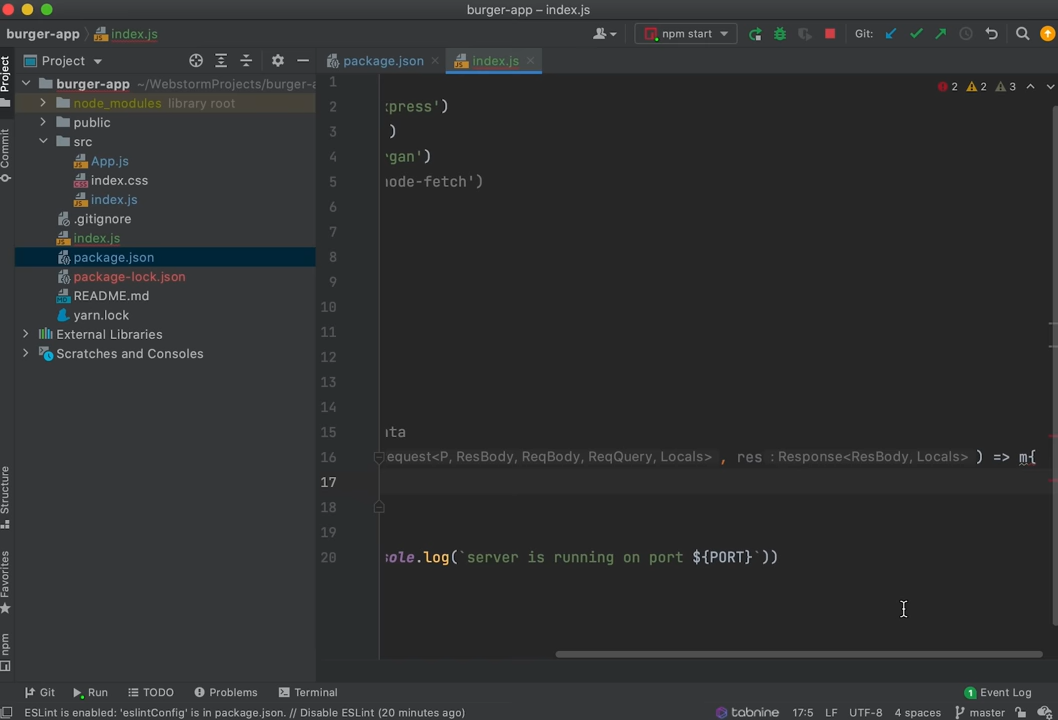 burger-app – index.js
burger-app index.js npm start Git:
Project package.json index.js
burger-app ~/WebstormProjects/burger-a
node_modules library root
public
src
App.js
index.css
index.js
.gitignore
index.js
package.json
package-lock.json
README.md
yarn.lock
External Libraries
Scratches and Consoles
Project
Commit
Structure
Favorites
npm
2 2 3
1
2 xpress')
3 )
4 rgan')
5 node-fetch')
6
7
8
9
10
11
12
13
14
15 ata
16 equest<P, ResBody, ReqBody, ReqQuery, Locals> , res : Response<ResBody, Locals> ) => m{
17
18
19
20 sole.log(`server is running on port ${PORT}`))
Git Run TODO Problems Terminal 1 Event Log
ESLint is enabled: 'eslintConfig' is in package.json. // Disable ESLint (20 minutes ago) tabnine 17:5 LF UTF-8 4 spaces master